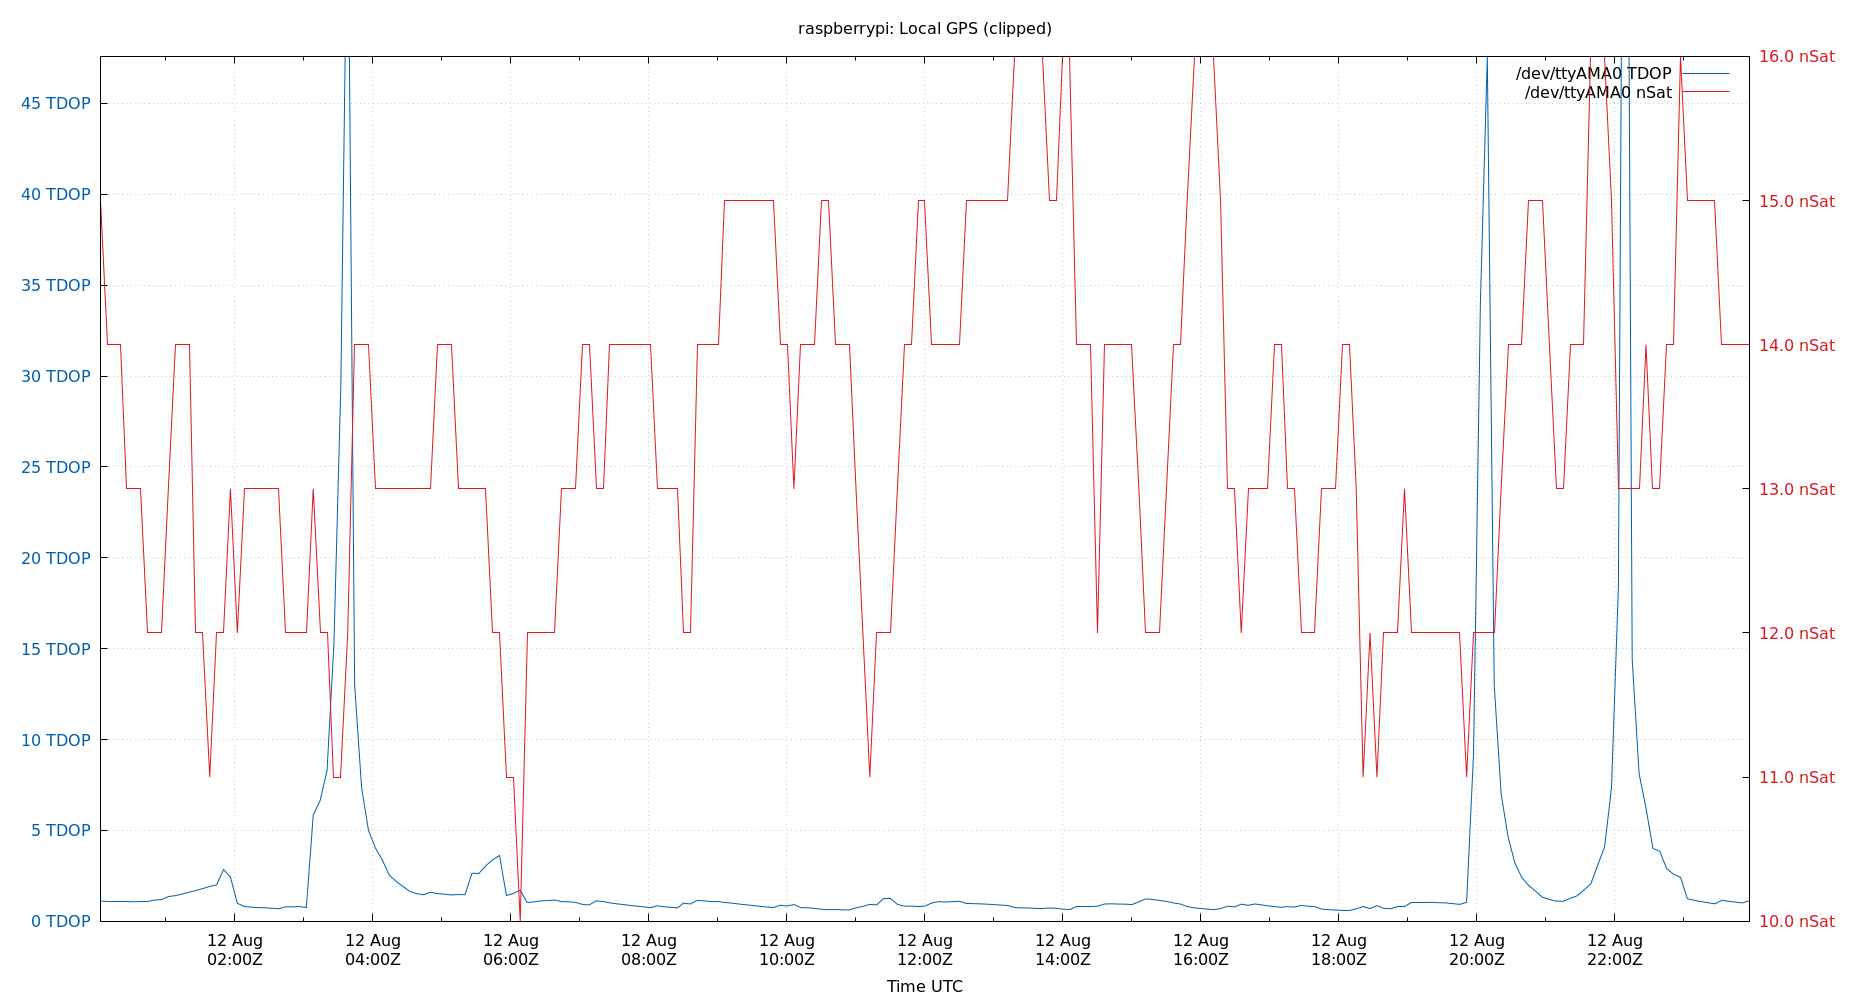 raspberrypi: Local GPS (clipped)
/dev/ttyAMA0 TDOP
/dev/ttyAMA0 nSat
45 TDOP
40 TDOP
35 TDOP
30 TDOP
25 TDOP
20 TDOP
15 TDOP
10 TDOP
5 TDOP
0 TDOP
16.0 nSat
15.0 nSat
14.0 nSat
13.0 nSat
12.0 nSat
11.0 nSat
10.0 nSat
12 Aug
02:00Z
12 Aug
04:00Z
12 Aug
06:00Z
12 Aug
08:00Z
12 Aug
10:00Z
12 Aug
12:00Z
12 Aug
14:00Z
12 Aug
16:00Z
12 Aug
18:00Z
12 Aug
20:00Z
12 Aug
22:00Z
Time UTC